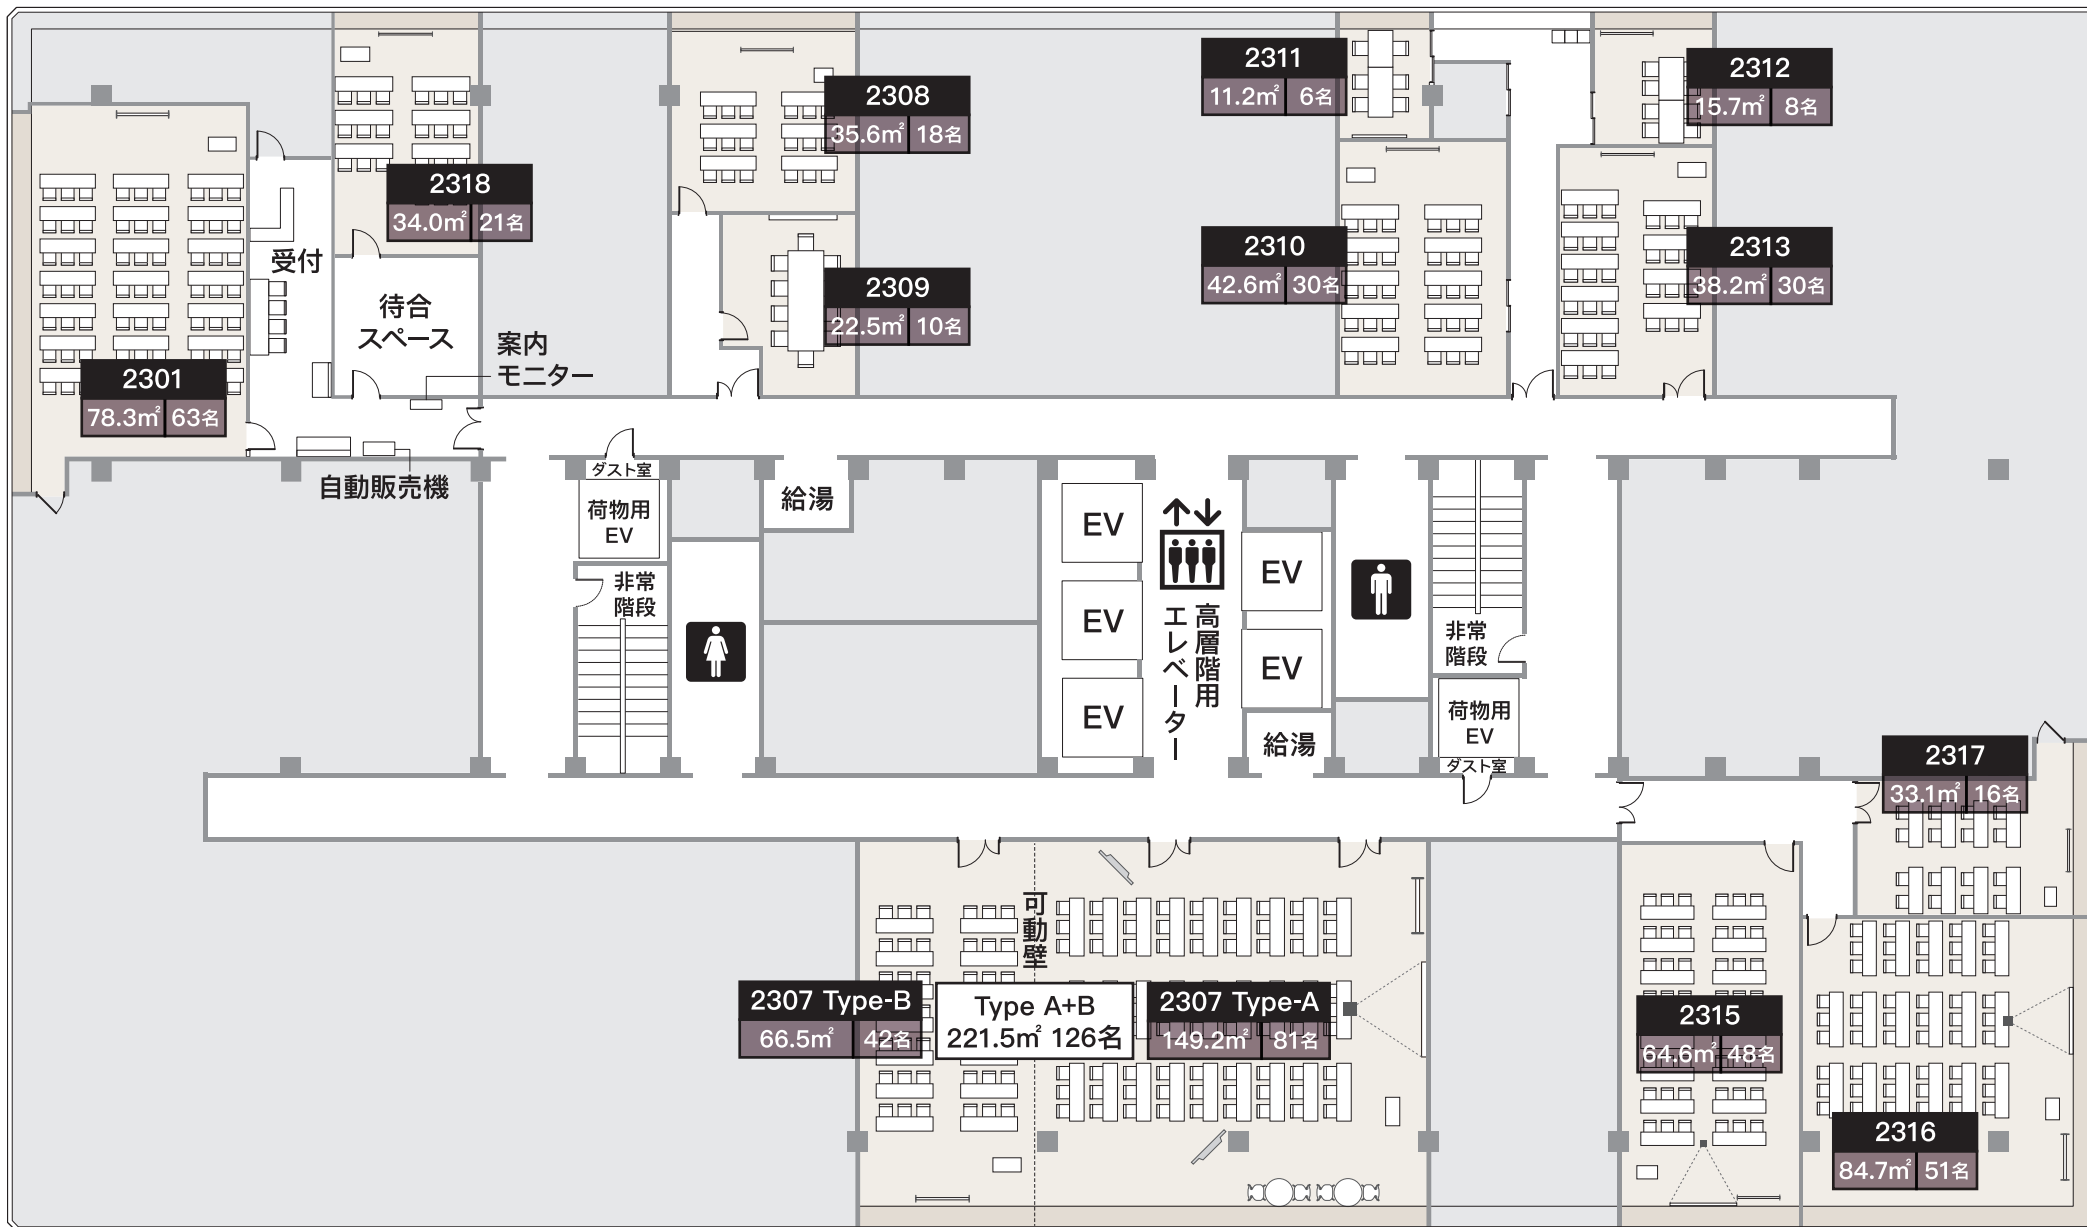 2311
11.2㎡ 6名
2312
15.7㎡ 8名
2308
35.6㎡ 18名
2318
34.0㎡ 21名
受付
2310
42.6㎡ 30名
2313
38.2㎡ 30名
2309
22.5㎡ 10名
待合
スペース
案内
モニター
2301
78.3㎡ 63名
自動販売機
ダスト室
荷物用
EV
給湯
非常
階段
EV
EV
EV
高層階用
エレベーター
EV
EV
給湯
非常
階段
荷物用
EV
ダスト室
2317
33.1㎡ 16名
可動壁
2307 Type-B
66.5㎡ 42名
Type A+B
221.5㎡ 126名
2307 Type-A
149.2㎡ 81名
2315
64.6㎡ 48名
2316
84.7㎡ 51名